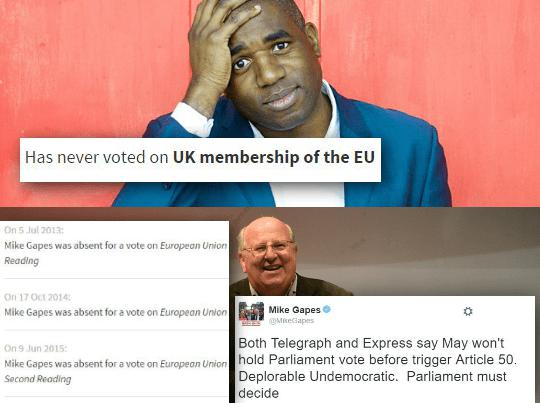 Has never voted on UK membership of the EU
On 5 Jul 2013:
Mike Gapes was absent for a vote on European Union
Reading
On 17 Oct 2014:
Mike Gapes was absent for a vote on European Union
On 9 Jun 2015:
Mike Gapes was absent for a vote on European Union
Second Reading
Mike Gapes
@MikeGapes
Both Telegraph and Express say May won't
hold Parliament vote before trigger Article 50.
Deplorable Undemocratic. Parliament must
decide